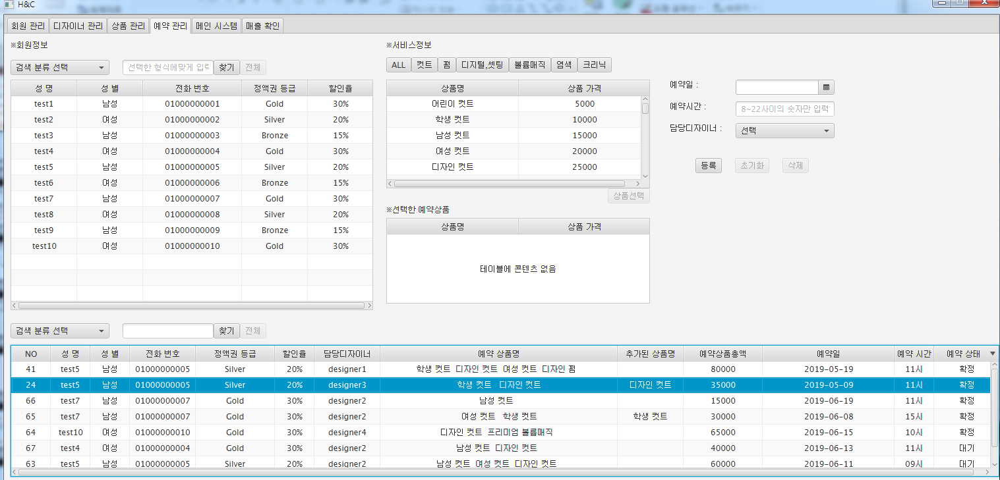 H&C
회원 관리 디자이너 관리 상품 관리 예약 관리 메인 시스템 매출 확인
※회원정보
검색 분류 선택 선택한 형식에맞게 입력 찾기 전체
성 명 성 별 전화 번호 정액권 등급 할인율
test1 남성 01000000001 Gold 30%
test2 여성 01000000002 Silver 20%
test3 남성 01000000003 Bronze 15%
test4 여성 01000000004 Gold 30%
test5 남성 01000000005 Silver 20%
test6 여성 01000000006 Bronze 15%
test7 남성 01000000007 Gold 30%
test8 여성 01000000008 Silver 20%
test9 남성 01000000009 Bronze 15%
test10 여성 01000000010 Gold 30%
※서비스정보
ALL 컷트 펌 디지털,셋팅 볼륨매직 염색 크리닉
상품명 상품 가격
어린이 컷트 5000
학생 컷트 10000
남성 컷트 15000
여성 컷트 20000
디자인 컷트 25000
상품선택
※선택한 예약상품
상품명 상품 가격
테이블에 콘텐츠 없음
예약일 :
예약시간 : 8~22사이의 숫자만 입력
담당디자이너 : 선택
등록 초기화 삭제
검색 분류 선택 찾기 전체
NO 성 명 성 별 전화 번호 정액권 등급 할인율 담당디자이너 예약 상품명 추가된 상품명 예약상품총액 예약일 예약 시간 예약 상태
41 test5 남성 01000000005 Silver 20% designer1 학생 컷트 디자인 컷트 여성 컷트 디자인 펌 80000 2019-05-19 11시 확정
24 test5 남성 01000000005 Silver 20% designer3 학생 컷트 디자인 컷트 디자인 컷트 35000 2019-05-09 11시 확정
66 test7 남성 01000000007 Gold 30% designer2 남성 컷트 15000 2019-06-19 11시 확정
65 test7 남성 01000000007 Gold 30% designer2 여성 컷트 학생 컷트 학생 컷트 30000 2019-06-08 15시 확정
64 test10 여성 01000000010 Gold 30% designer4 디자인 컷트 프리미엄 볼륨매직 65000 2019-06-15 10시 확정
67 test4 여성 01000000004 Gold 30% designer2 남성 컷트 디자인 컷트 40000 2019-06-13 11시 대기
63 test5 남성 01000000005 Silver 20% designer2 남성 컷트 여성 컷트 디자인 컷트 60000 2019-06-11 09시 대기